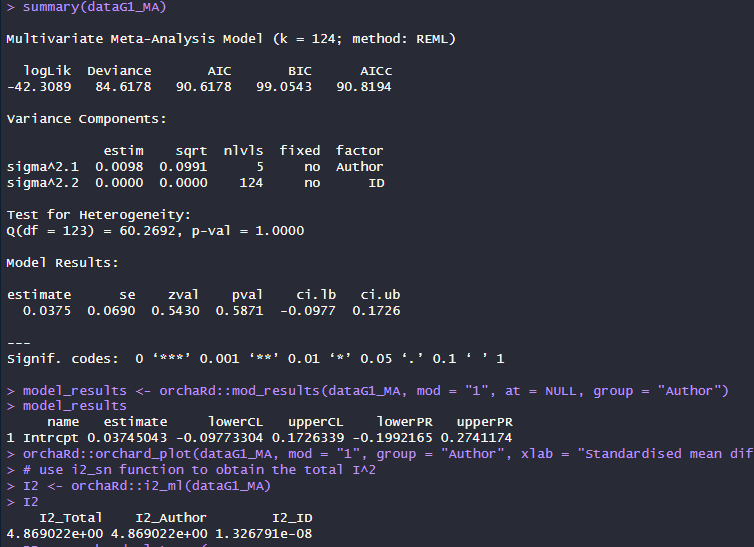 > summary(dataG1_MA)
Multivariate Meta-Analysis Model (k = 124; method: REML)
logLik Deviance AIC BIC AICc
-42.3089 84.6178 90.6178 99.0543 90.8194
Variance Components:
estim sqrt nlvls fixed factor
sigma^2.1 0.0098 0.0991 5 no Author
sigma^2.2 0.0000 0.0000 124 no ID
Test for Heterogeneity:
Q(df = 123) = 60.2692, p-val = 1.0000
Model Results:
estimate se zval pval ci.lb ci.ub
0.0375 0.0690 0.5430 0.5871 -0.0977 0.1726
---
Signif. codes: 0 ‘***’ 0.001 ‘**’ 0.01 ‘*’ 0.05 ‘.’ 0.1 ‘ ’ 1
> model_results <- orchaRd::mod_results(dataG1_MA, mod = "1", at = NULL, group = "Author")
> model_results
name estimate lowerCL upperCL lowerPR upperPR
1 Intrcpt 0.03745043 -0.09773304 0.1726339 -0.1992165 0.2741174
> orchaRd::orchard_plot(dataG1_MA, mod = "1", group = "Author", xlab = "Standardised mean dif
> # use i2_sn function to obtain the total I^2
> I2 <- orchaRd::i2_ml(dataG1_MA)
> I2
I2_Total I2_Author I2_ID
4.869022e+00 4.869022e+00 1.326791e-08